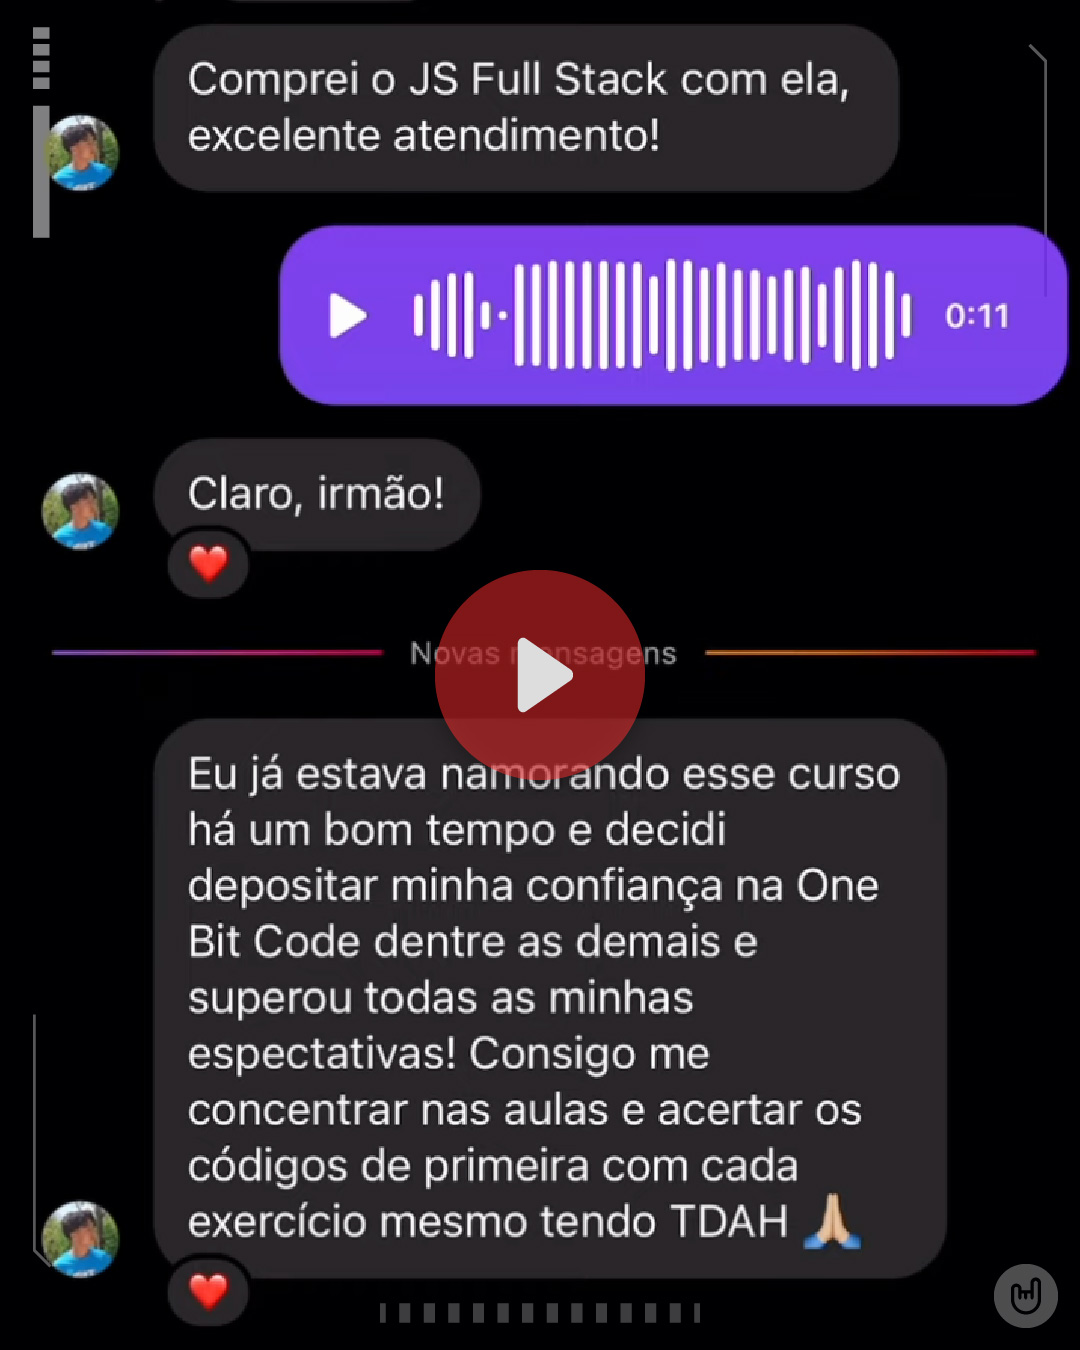 Comprei o JS Full Stack com ela,
excelente atendimento!
0:11
Claro, irmão!
Novas mensagens
Eu já estava namorando esse curso
há um bom tempo e decidi
depositar minha confiança na One
Bit Code dentre as demais e
superou todas as minhas
espectativas! Consigo me
concentrar nas aulas e acertar os
códigos de primeira com cada
exercício mesmo tendo TDAH 🙏🏼